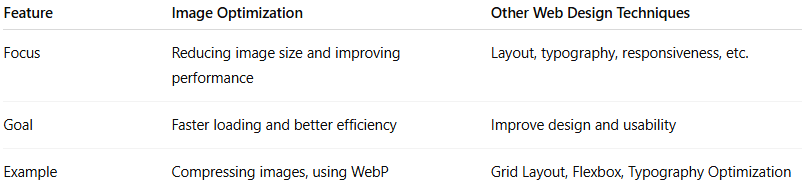 Feature Image Optimization Other Web Design Techniques
Focus Reducing image size and improving performance Layout, typography, responsiveness, etc.
Goal Faster loading and better efficiency Improve design and usability
Example Compressing images, using WebP Grid Layout, Flexbox, Typography Optimization